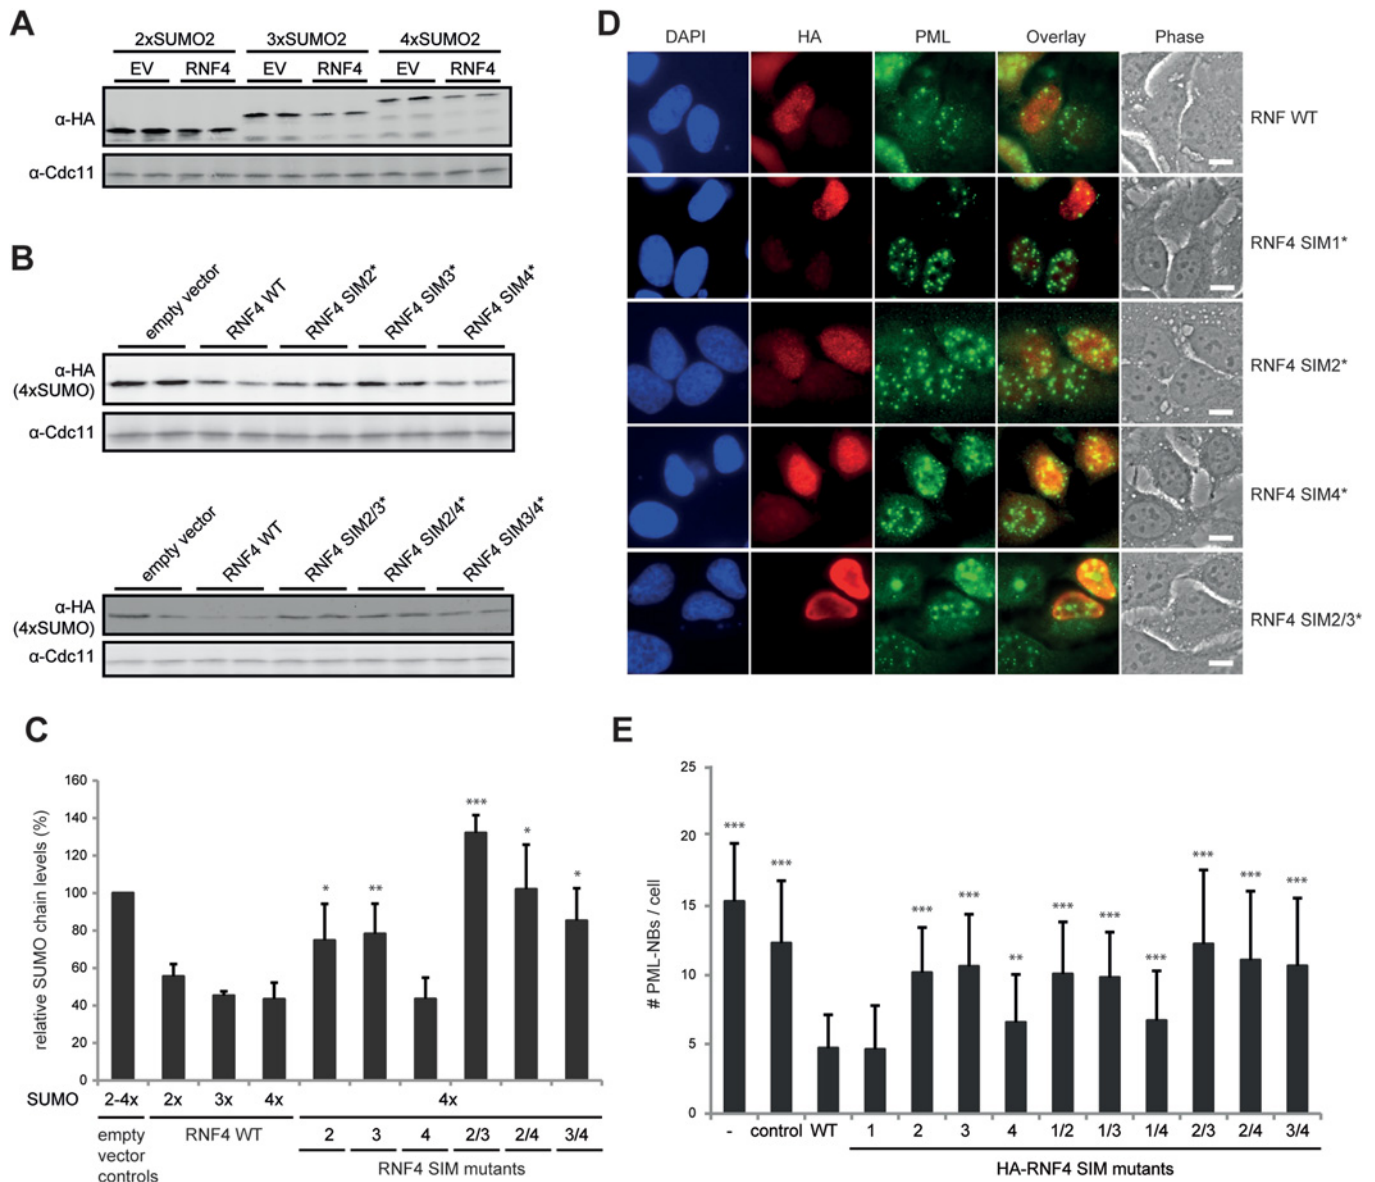 A
2xSUMO2 3xSUMO2 4xSUMO2
EV RNF4 EV RNF4 EV RNF4
α-HA
α-Cdc11
B
empty vector RNF4 WT RNF4 SIM2* RNF4 SIM3* RNF4 SIM4*
α-HA
(4xSUMO)
α-Cdc11
empty vector RNF4 WT RNF4 SIM2/3* RNF4 SIM2/4* RNF4 SIM3/4*
α-HA
(4xSUMO)
α-Cdc11
D
DAPI HA PML Overlay Phase
RNF WT
RNF4 SIM1*
RNF4 SIM2*
RNF4 SIM4*
RNF4 SIM2/3*
C
relative SUMO chain levels (%)
160
140
120
100
80
60
40
20
0
* ** *** * *
SUMO 2-4x 2x 3x 4x 4x
empty
vector
controls
RNF4 WT
2 3 4 2/3 2/4 3/4
RNF4 SIM mutants
E
# PML-NBs / cell
25
20
15
10
5
0
*** *** *** *** ** *** *** *** *** *** ***
- control WT 1 2 3 4 1/2 1/3 1/4 2/3 2/4 3/4
HA-RNF4 SIM mutants